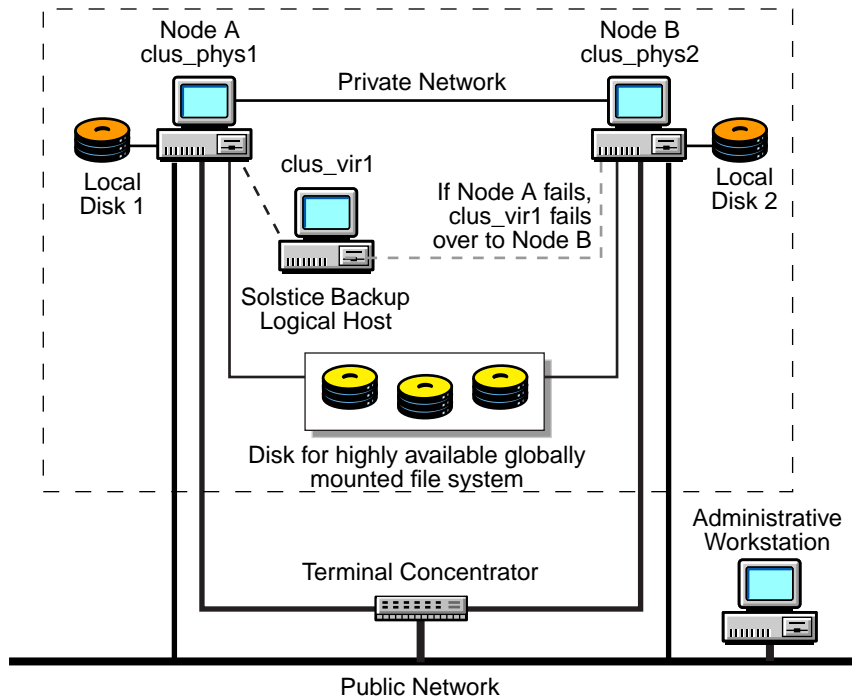 Node A
clus_phys1
Node B
clus_phys2
Private Network
Local
Disk 1
clus_vir1
If Node A fails,
clus_vir1 fails
over to Node B
Local
Disk 2
Solstice Backup
Logical Host
Disk for highly available globally
mounted file system
Administrative
Workstation
Terminal Concentrator
Public Network